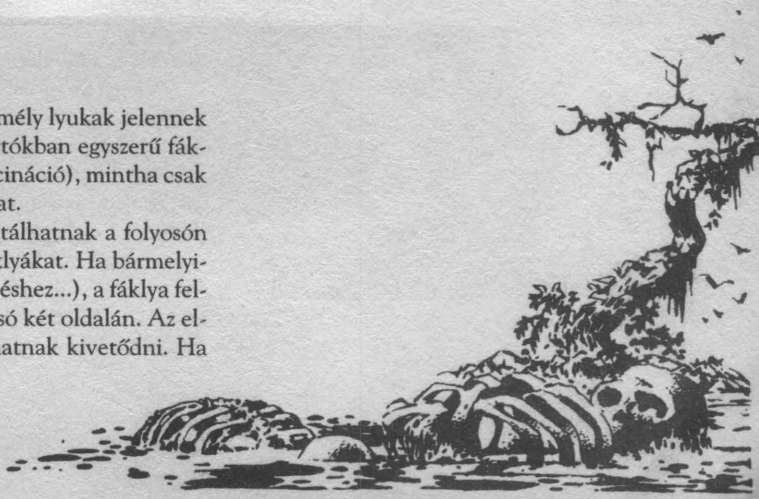 mély lyukak jelennek
tókban egyszerű fák-
cináció), mintha csak
at.
tálhatnak a folyosón
klyákat. Ha bármelyi-
éshez...), a fáklya fel-
só két oldalán. Az el-
hatnak kivetődni. Ha